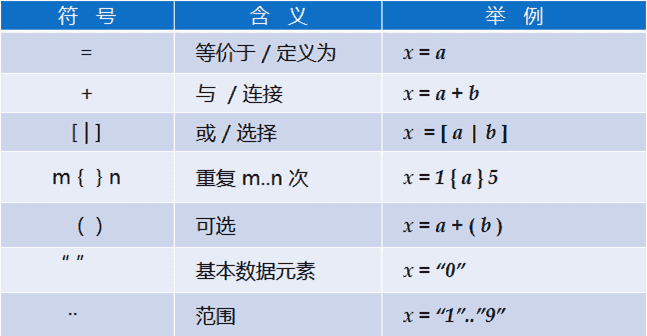 符 号 含 义 举 例
= 等价于 / 定义为 x = a
+ 与 / 连接 x = a + b
[ | ] 或 / 选择 x = [ a | b ]
m { } n 重复 m..n 次 x = 1 { a } 5
( ) 可选 x = a + ( b )
“ ” 基本数据元素 x = “0”
.. 范围 x = “1”..”9”